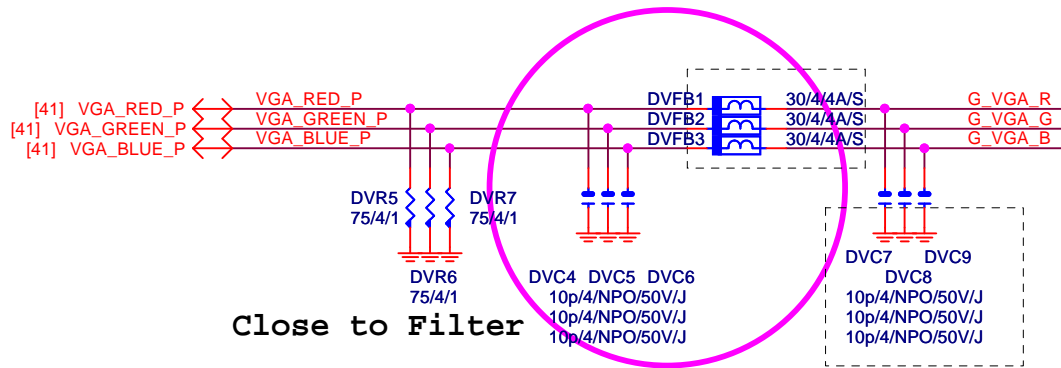 [41] VGA_RED_P VGA_RED_P DVFB1 30/4/4A/S G_VGA_R
[41] VGA_GREEN_P VGA_GREEN_P DVFB2 30/4/4A/S G_VGA_G
[41] VGA_BLUE_P VGA_BLUE_P DVFB3 30/4/4A/S G_VGA_B
DVR5 DVR7
75/4/1 75/4/1
DVR6
75/4/1
Close to Filter
DVC4 DVC5 DVC6
10p/4/NPO/50V/J
10p/4/NPO/50V/J
10p/4/NPO/50V/J
DVC7 DVC9
DVC8
10p/4/NPO/50V/J
10p/4/NPO/50V/J
10p/4/NPO/50V/J